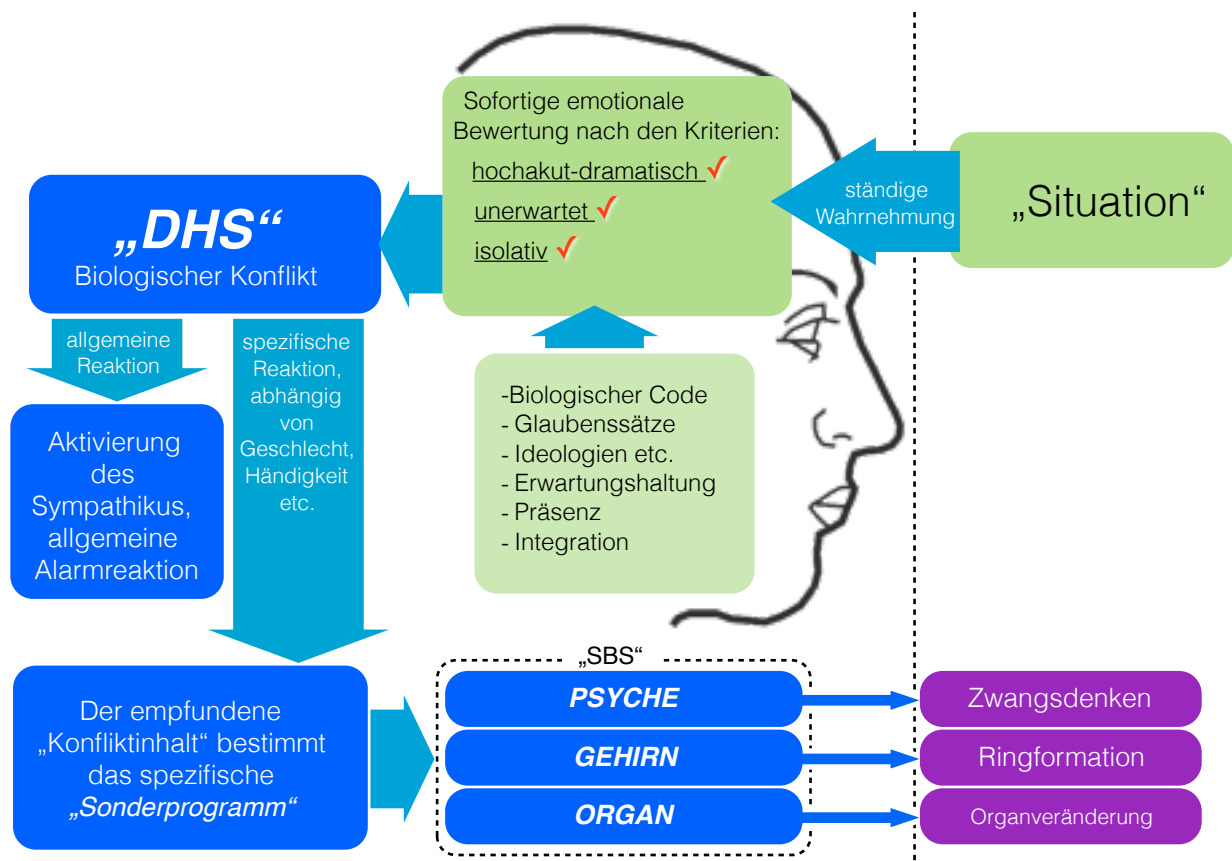 Sofortige emotionale
Bewertung nach den Kriterien:
hochakut-dramatisch ✓
unerwartet ✓
isolativ ✓
ständige
Wahrnehmung
„Situation“
„DHS“
Biologischer Konflikt
allgemeine
Reaktion
spezifische
Reaktion,
abhängig
von
Geschlecht,
Händigkeit
etc.
-Biologischer Code
- Glaubenssätze
- Ideologien etc.
- Erwartungshaltung
- Präsenz
- Integration
Aktivierung
des
Sympathikus,
allgemeine
Alarmreaktion
Der empfundene
„Konfliktinhalt“ bestimmt
das spezifische
„Sonderprogramm“
„SBS“
PSYCHE
Zwangsdenken
GEHIRN
Ringformation
ORGAN
Organveränderung